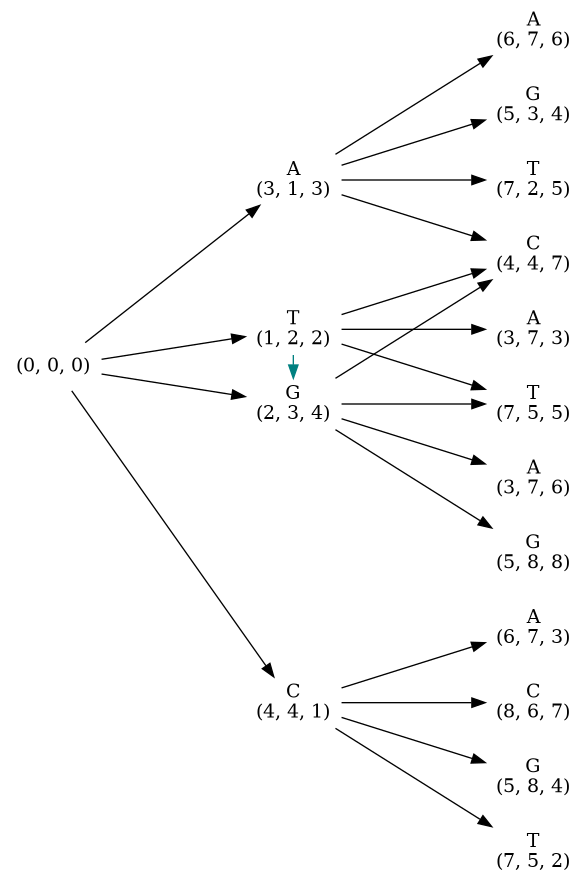 (0, 0, 0)
A
(3, 1, 3)
T
(1, 2, 2)
G
(2, 3, 4)
C
(4, 4, 1)
A
(6, 7, 6)
G
(5, 3, 4)
T
(7, 2, 5)
C
(4, 4, 7)
A
(3, 7, 3)
T
(7, 5, 5)
A
(3, 7, 6)
G
(5, 8, 8)
A
(6, 7, 3)
C
(8, 6, 7)
G
(5, 8, 4)
T
(7, 5, 2)